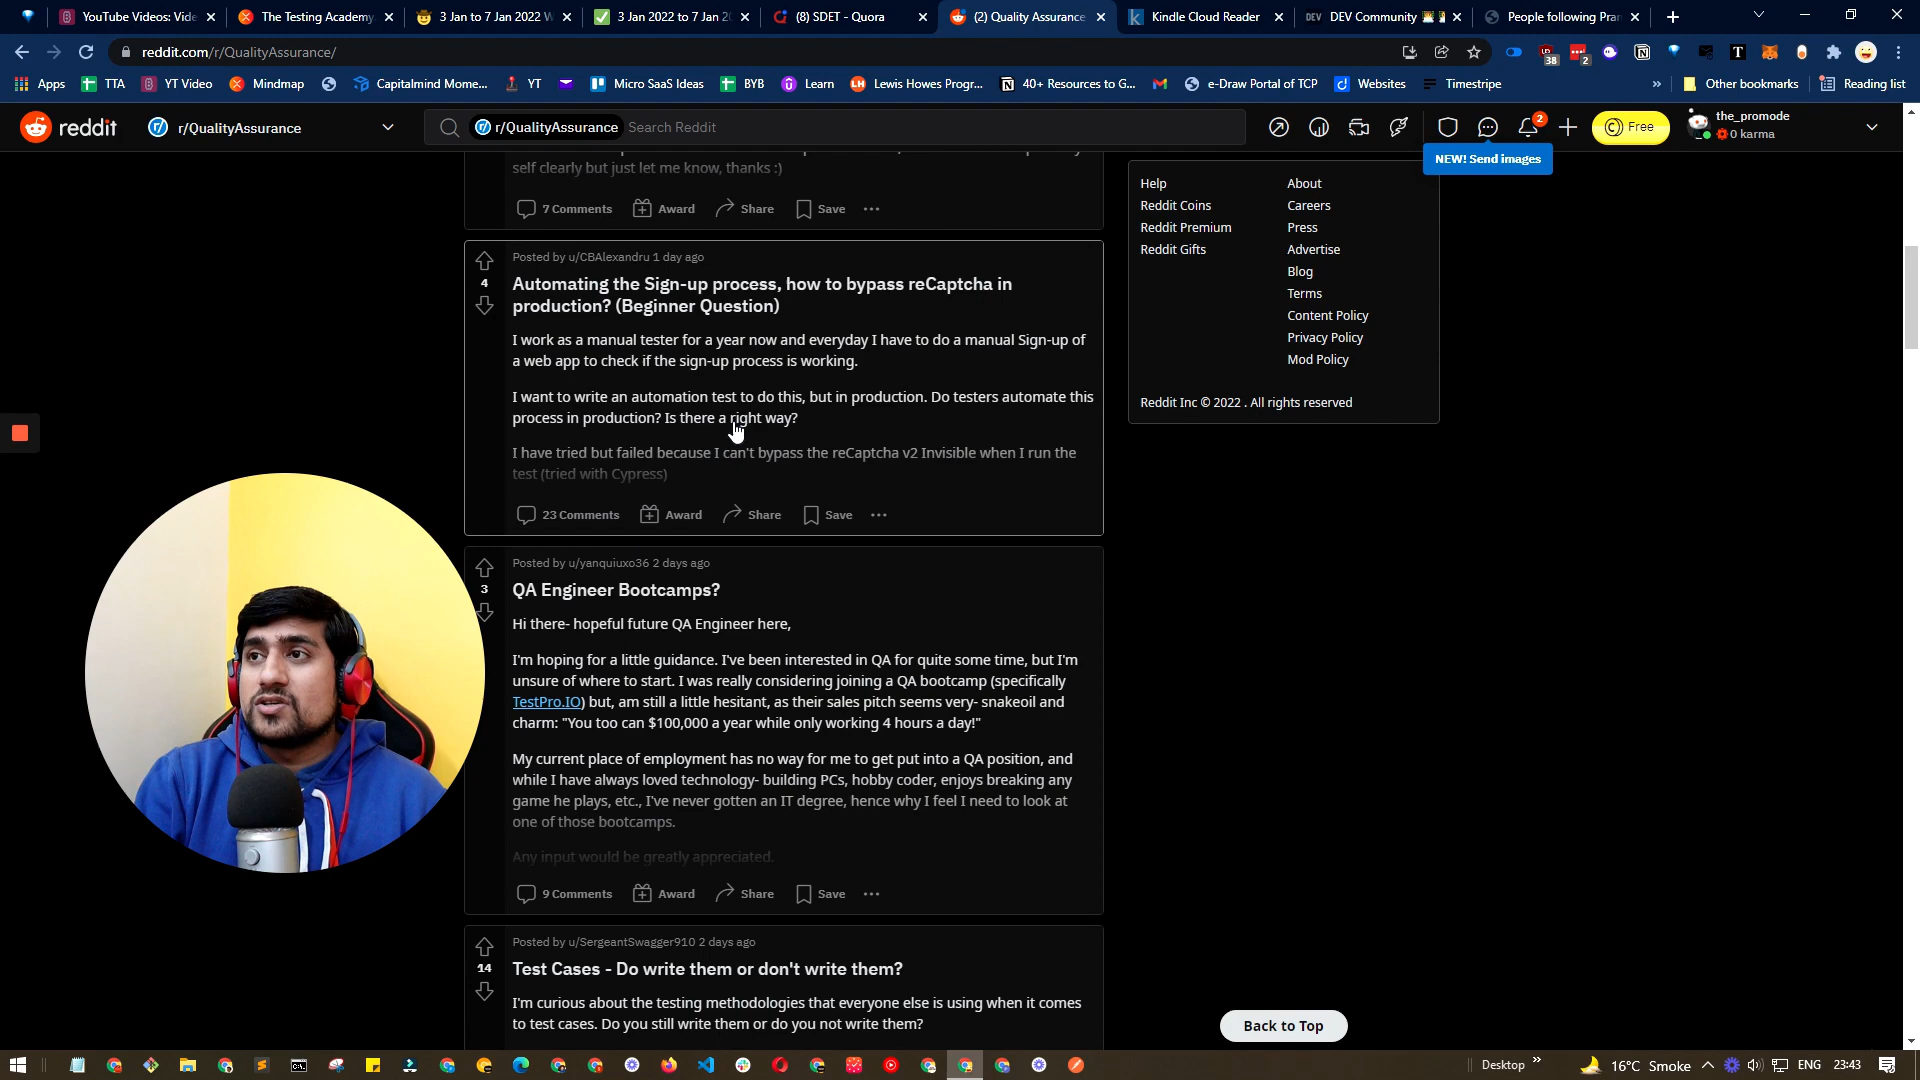 YouTube Videos: Vide
The Testing Academy
3 Jan to 7 Jan 2022 W
3 Jan 2022 to 7 Jan 2
(8) SDET - Quora
(2) Quality Assurance
Kindle Cloud Reader
DEV Community
People following Pram
reddit.com/r/QualityAssurance/
38
2
Apps
TTA
YT Video
Mindmap
Capitalmind Mome...
YT
Micro SaaS Ideas
BYB
Learn
Lewis Howes Progr...
40+ Resources to G...
e-Draw Portal of TCP
Websites
Timestripe
»
Other bookmarks
Reading list
reddit
r/QualityAssurance
r/QualityAssurance
Search Reddit
2
Free
the_promode
0 karma
NEW! Send images
self clearly but just let me know, thanks :)
7 Comments
Award
Share
Save
Help
Reddit Coins
Reddit Premium
Reddit Gifts
About
Careers
Press
Advertise
Blog
Terms
Content Policy
Privacy Policy
Mod Policy
Reddit Inc © 2022 . All rights reserved
4
Posted by u/CBAlexandru 1 day ago
Automating the Sign-up process, how to bypass reCaptcha in
production? (Beginner Question)
I work as a manual tester for a year now and everyday I have to do a manual Sign-up of
a web app to check if the sign-up process is working.
I want to write an automation test to do this, but in production. Do testers automate this
process in production? Is there a right way?
I have tried but failed because I can't bypass the reCaptcha v2 Invisible when I run the
test (tried with Cypress)
23 Comments
Award
Share
Save
3
Posted by u/yanquiuxo36 2 days ago
QA Engineer Bootcamps?
Hi there- hopeful future QA Engineer here,
I'm hoping for a little guidance. I've been interested in QA for quite some time, but I'm
unsure of where to start. I was really considering joining a QA bootcamp (specifically
TestPro.IO) but, am still a little hesitant, as their sales pitch seems very- snakeoil and
charm: "You too can $100,000 a year while only working 4 hours a day!"
My current place of employment has no way for me to get put into a QA position, and
while I have always loved technology- building PCs, hobby coder, enjoys breaking any
game he plays, etc., I've never gotten an IT degree, hence why I feel I need to look at
one of those bootcamps.
Any input would be greatly appreciated.
9 Comments
Award
Share
Save
14
Posted by u/SergeantSwagger910 2 days ago
Test Cases - Do write them or don't write them?
I'm curious about the testing methodologies that everyone else is using when it comes
to test cases. Do you still write them or do you not write them?
Back to Top
Desktop
»
16°C Smoke
ENG
23:43